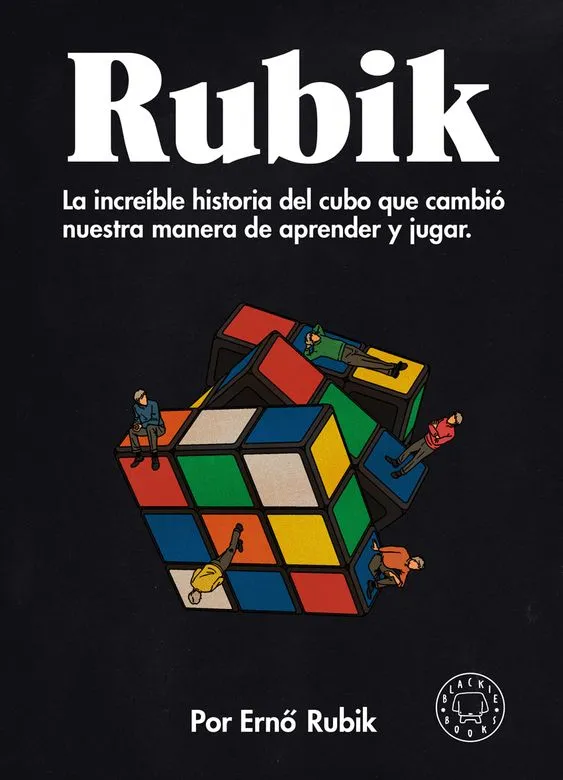 Rubik
La increíble historia del cubo que cambió
nuestra manera de aprender y jugar.
Por Ernő Rubik
BLACKIE
BOOKS